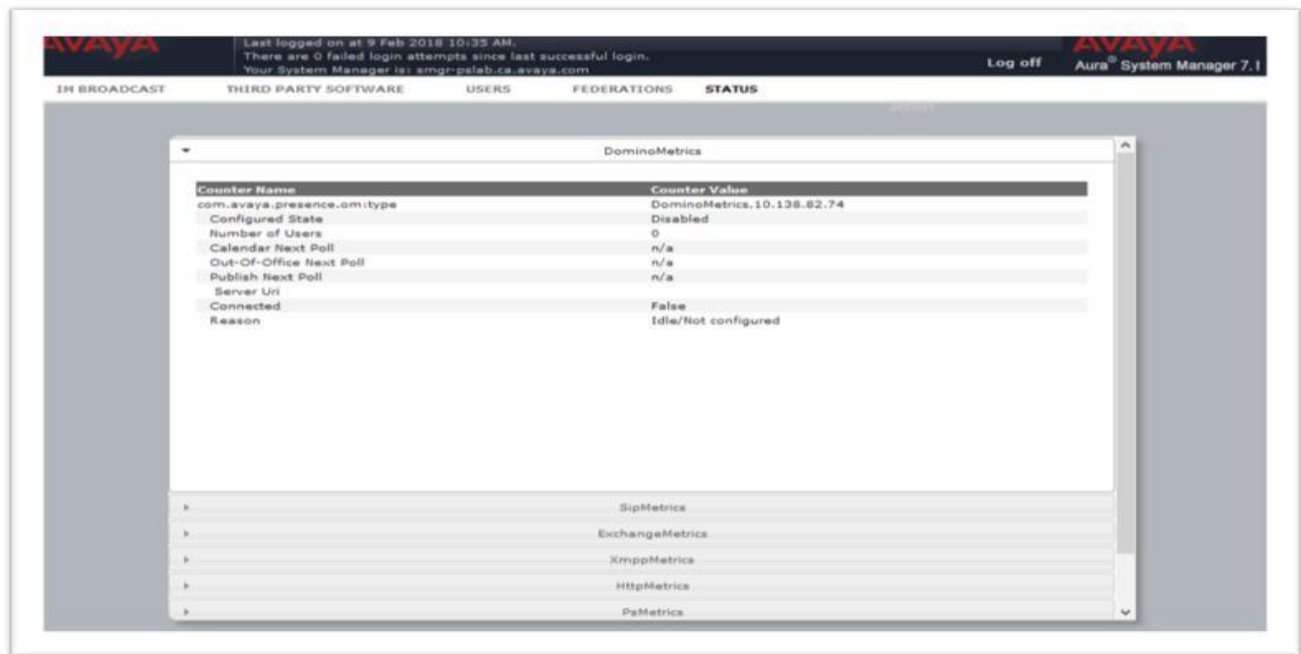 AVAYA
Last logged on at 9 Feb 2018 10:35 AM.
There are 0 failed login attempts since last successful login.
Your System Manager is: smgr-pslab.ca.avaya.com
Log off
AVAYA
Aura® System Manager 7.1
IM BROADCAST THIRD PARTY SOFTWARE USERS FEDERATIONS STATUS
DominoMetrics
Counter Name Counter Value
com.avaya.presence.om:type DominoMetrics,10.138.82.74
Configured State Disabled
Number of Users 0
Calendar Next Poll n/a
Out-Of-Office Next Poll n/a
Publish Next Poll n/a
Server Uri
Connected False
Reason Idle/Not configured
SipMetrics
ExchangeMetrics
XmppMetrics
HttpMetrics
PsMetrics